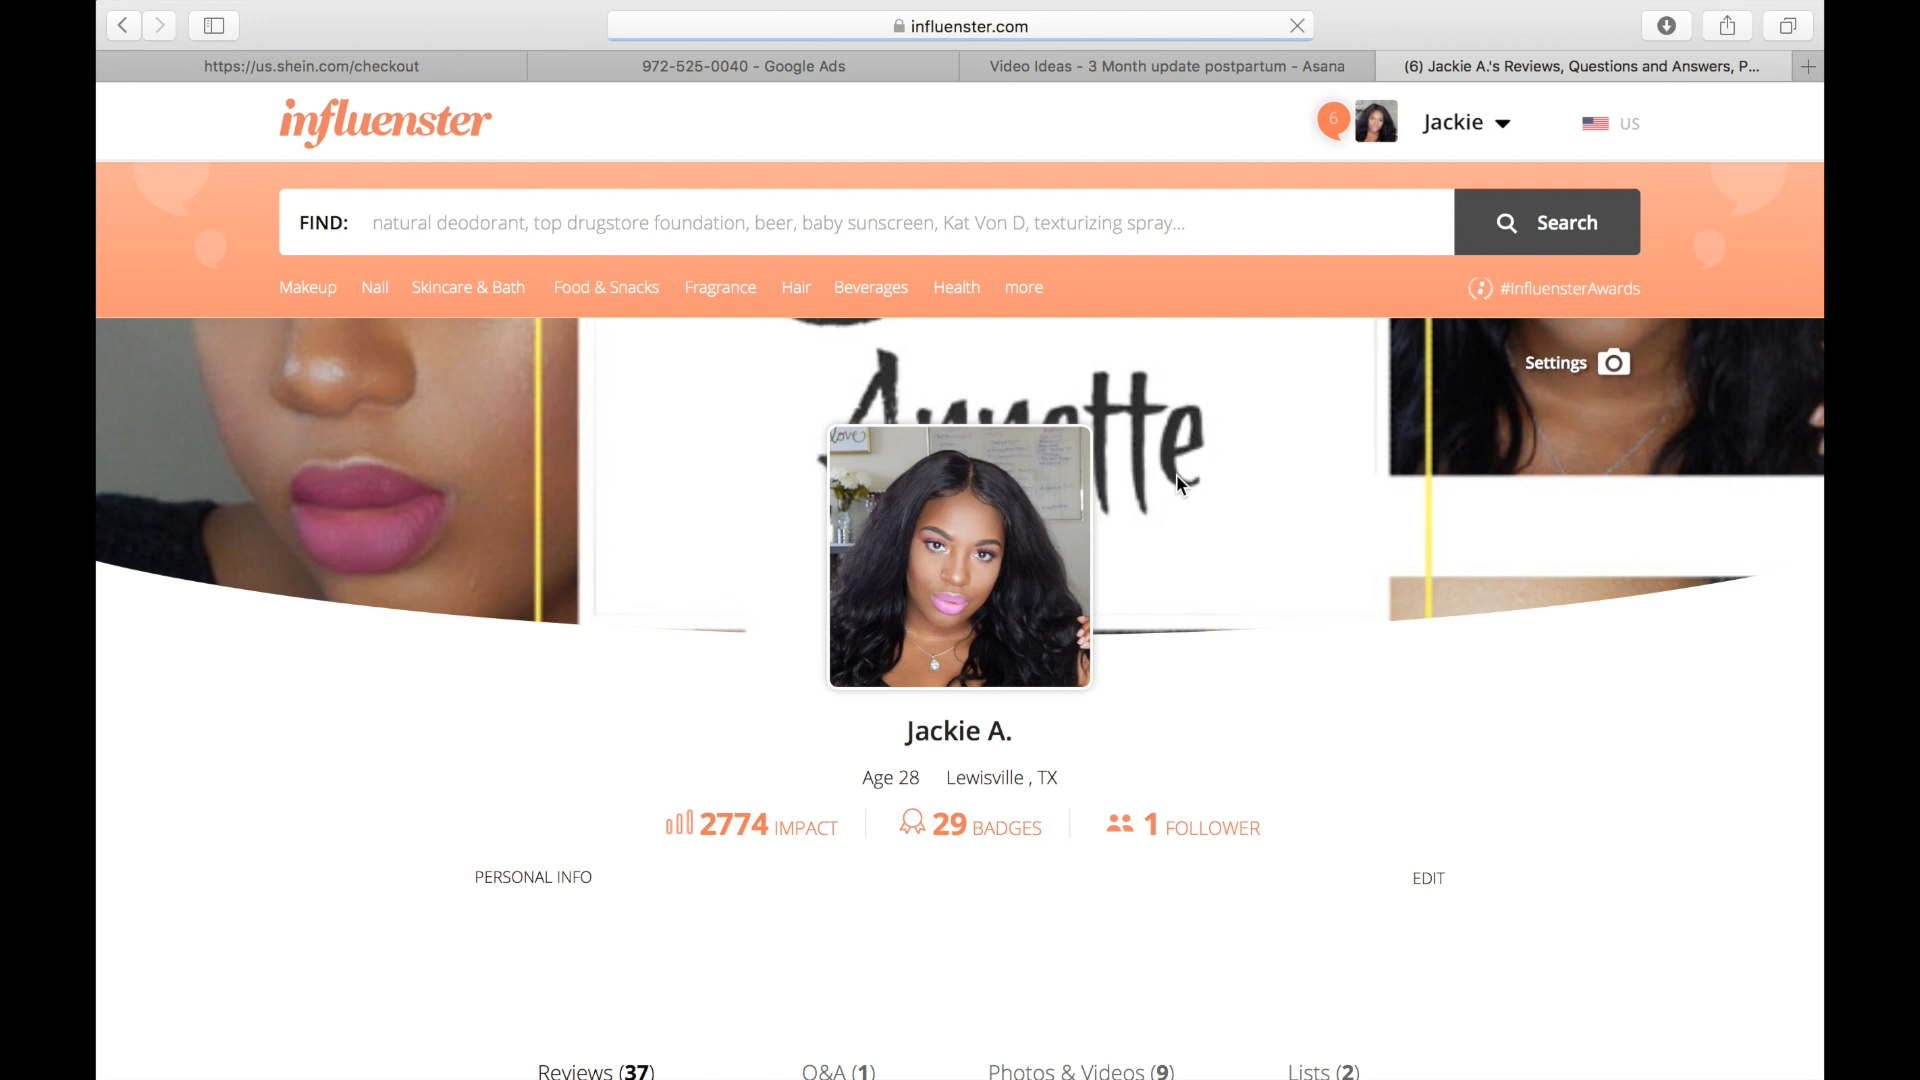 influenster.com
https://us.shein.com/checkout
972-525-0040 - Google Ads
Video Ideas - 3 Month update postpartum - Asana
(6) Jackie A.'s Reviews, Questions and Answers, P...
influenster
6
Jackie
US
FIND: natural deodorant, top drugstore foundation, beer, baby sunscreen, Kat Von D, texturizing spray...
Search
Makeup Nail Skincare & Bath Food & Snacks Fragrance Hair Beverages Health more
#InfluensterAwards
Settings
Annette
love
Jackie A.
Age 28 Lewisville , TX
2774 IMPACT
29 BADGES
1 FOLLOWER
PERSONAL INFO
EDIT
Reviews (37) Q&A (1) Photos & Videos (9) Lists (2)